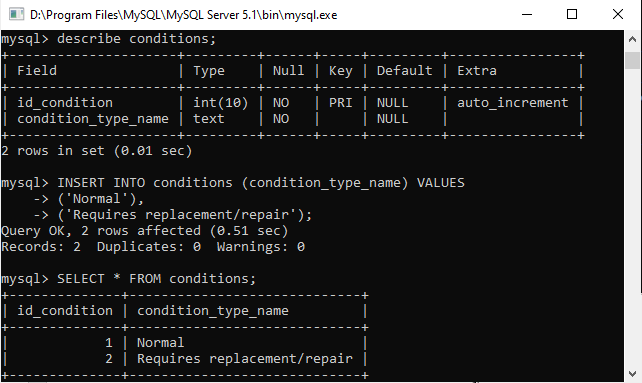 D:\Program Files\MySQL\MySQL Server 5.1\bin\mysql.exe
mysql> describe conditions;
+---------------------+---------+------+-----+---------+----------------+
| Field               | Type    | Null | Key | Default | Extra          |
+---------------------+---------+------+-----+---------+----------------+
| id_condition        | int(10) | NO   | PRI | NULL    | auto_increment |
| condition_type_name | text    | NO   |     | NULL    |                |
+---------------------+---------+------+-----+---------+----------------+
2 rows in set (0.01 sec)
mysql> INSERT INTO conditions (condition_type_name) VALUES
    -> ('Normal'),
    -> ('Requires replacement/repair');
Query OK, 2 rows affected (0.51 sec)
Records: 2  Duplicates: 0  Warnings: 0
mysql> SELECT * FROM conditions;
+--------------+-----------------------------+
| id_condition | condition_type_name         |
+--------------+-----------------------------+
|            1 | Normal                      |
|            2 | Requires replacement/repair |
+--------------+-----------------------------+